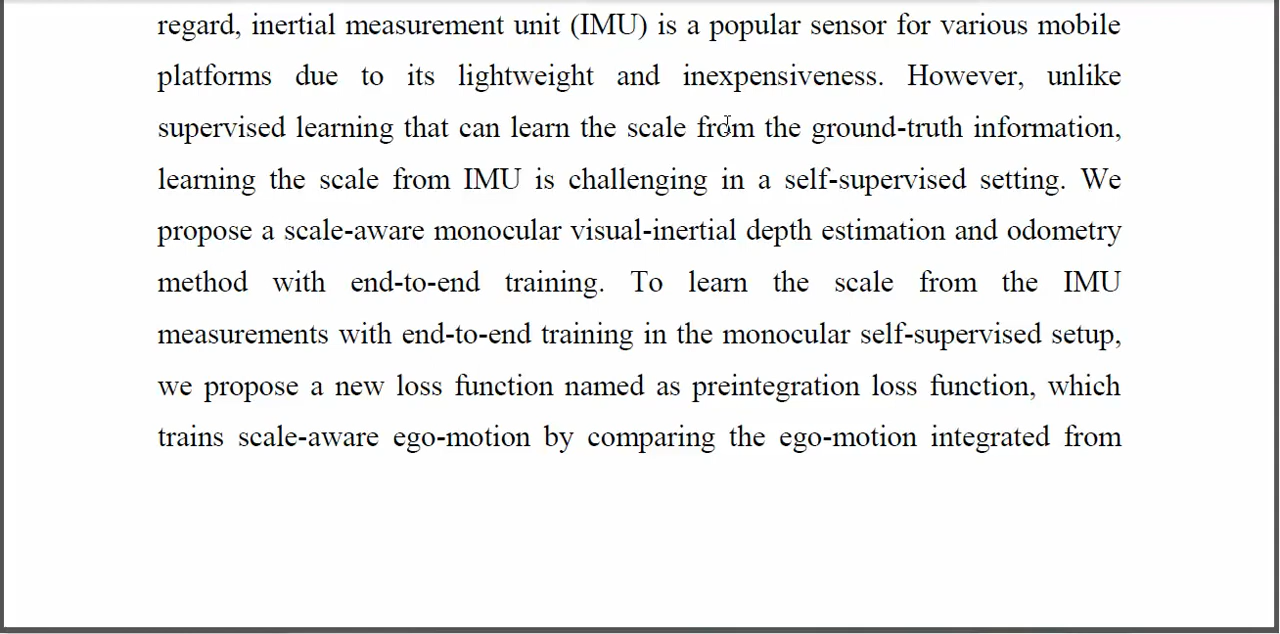 regard, inertial measurement unit (IMU) is a popular sensor for various mobile
platforms due to its lightweight and inexpensiveness. However, unlike
supervised learning that can learn the scale from the ground-truth information,
learning the scale from IMU is challenging in a self-supervised setting. We
propose a scale-aware monocular visual-inertial depth estimation and odometry
method with end-to-end training. To learn the scale from the IMU
measurements with end-to-end training in the monocular self-supervised setup,
we propose a new loss function named as preintegration loss function, which
trains scale-aware ego-motion by comparing the ego-motion integrated from